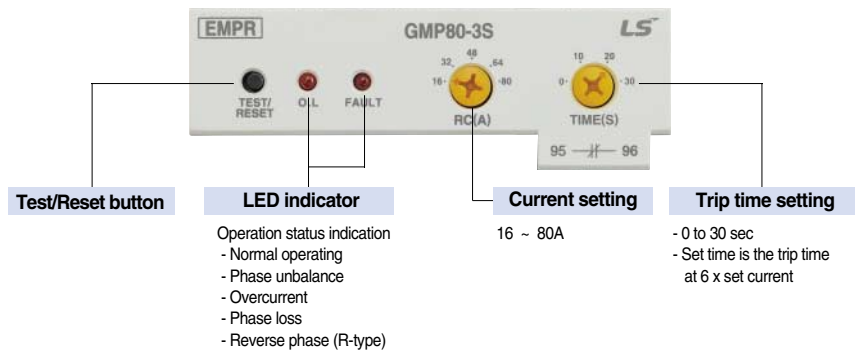 EMPR GMP80-3S LS
48 10 20
32 64
16 80 0 30
TEST/ RESET OLL FAULT RC(A) TIME(S)
95 96
Test/Reset button LED indicator Current setting Trip time setting
Operation status indication
- Normal operating
- Phase unbalance
- Overcurrent
- Phase loss
- Reverse phase (R-type)
16 ~ 80A
- 0 to 30 sec
- Set time is the trip time
at 6 x set current